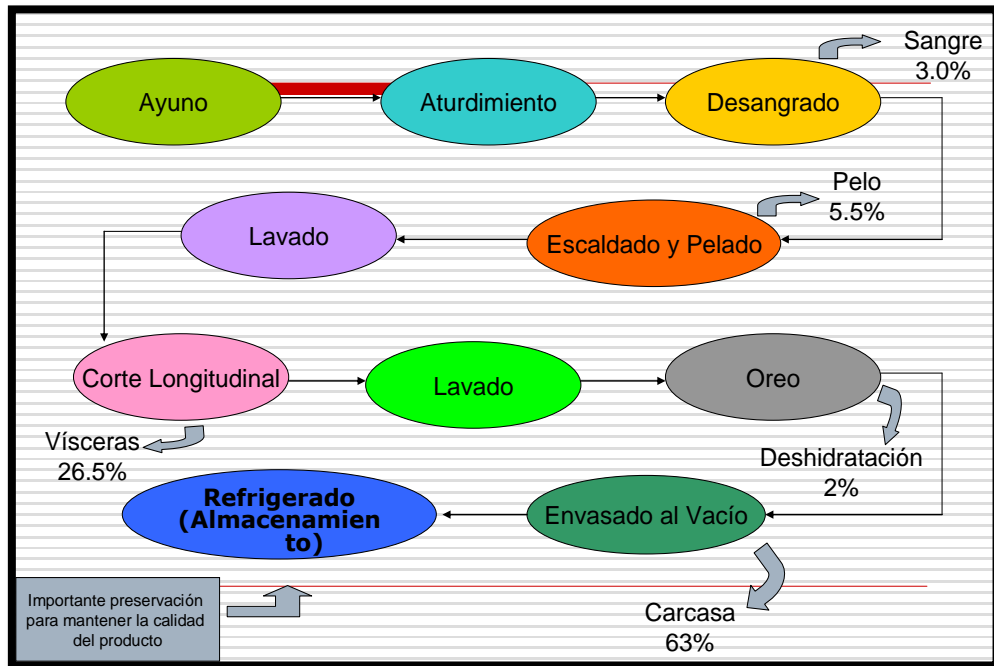 Sangre
3.0%
Ayuno
Aturdimiento
Desangrado
Pelo
5.5%
Lavado
Escaldado y Pelado
Corte Longitudinal
Lavado
Oreo
Vísceras
26.5%
Deshidratación
2%
Refrigerado
(Almacenamien
to)
Envasado al Vacío
Importante preservación
para mantener la calidad
del producto
Carcasa
63%